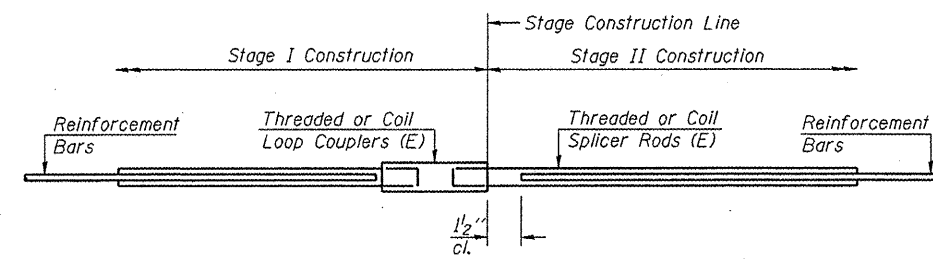 Stage Construction Line
Stage I Construction
Stage II Construction
Reinforcement
Bars
Threaded or Coil
Loop Couplers (E)
Threaded or Coil
Splicer Rods (E)
Reinforcement
Bars
1½"
cl.